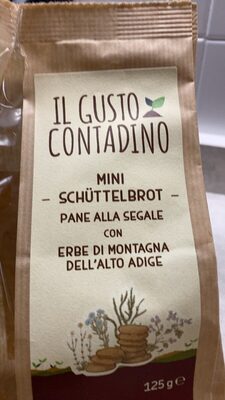 IL GUSTO
CONTADINO
MINI
- SCHÜTTELBROT -
PANE ALLA SEGALE
CON
ERBE DI MONTAGNA
DELL'ALTO ADIGE
125g e